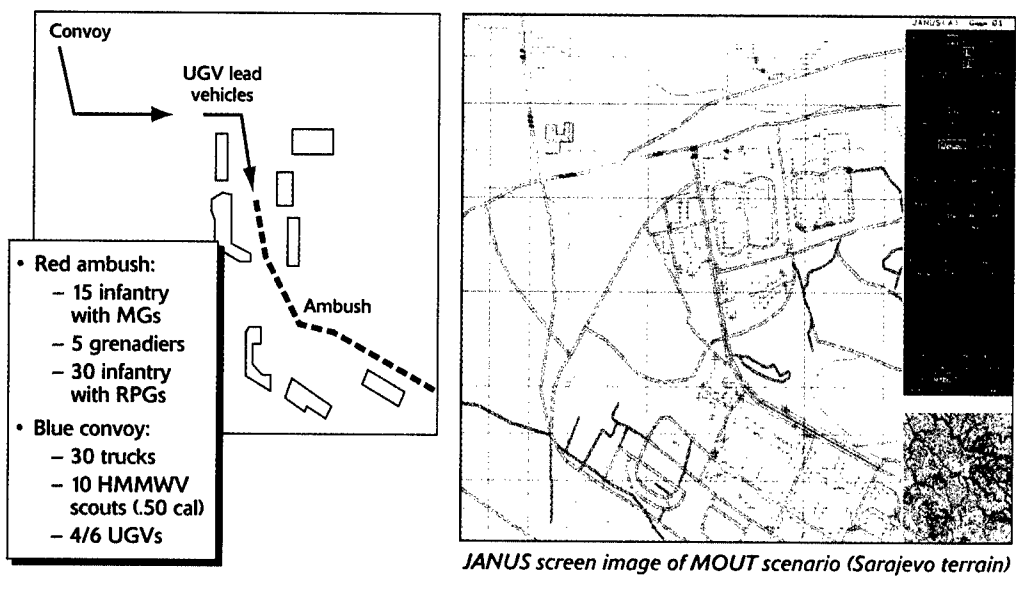 Convoy
UGV lead
vehicles
Ambush
• Red ambush:
– 15 infantry
with MGs
– 5 grenadiers
– 30 infantry
with RPGs
• Blue convoy:
– 30 trucks
– 10 HMMWV
scouts (.50 cal)
– 4/6 UGVs
JANUS screen image of MOUT scenario (Sarajevo terrain)